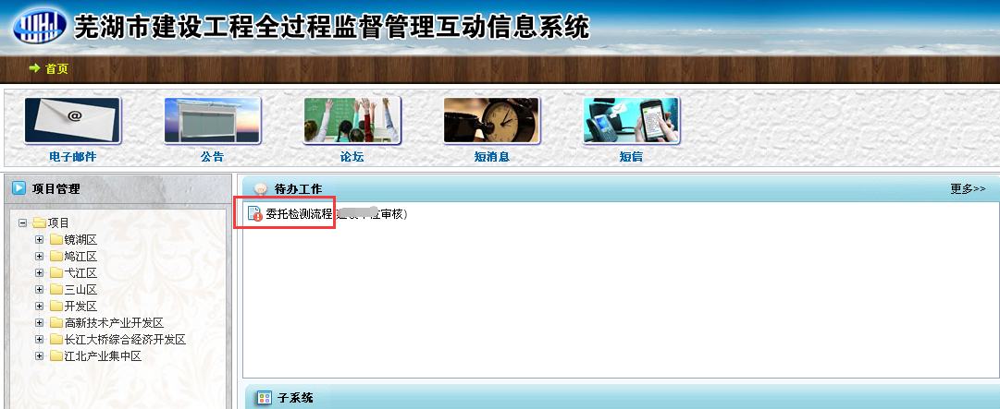 芜湖市建设工程全过程监督管理互动信息系统
首页
@
电子邮件 公告 论坛 短消息 短信
项目管理
待办工作 更多>>
委托检测流程 审核)
项目
镜湖区
鸠江区
弋江区
三山区
开发区
高新技术产业开发区
长江大桥综合经济开发区
江北产业集中区
子系统